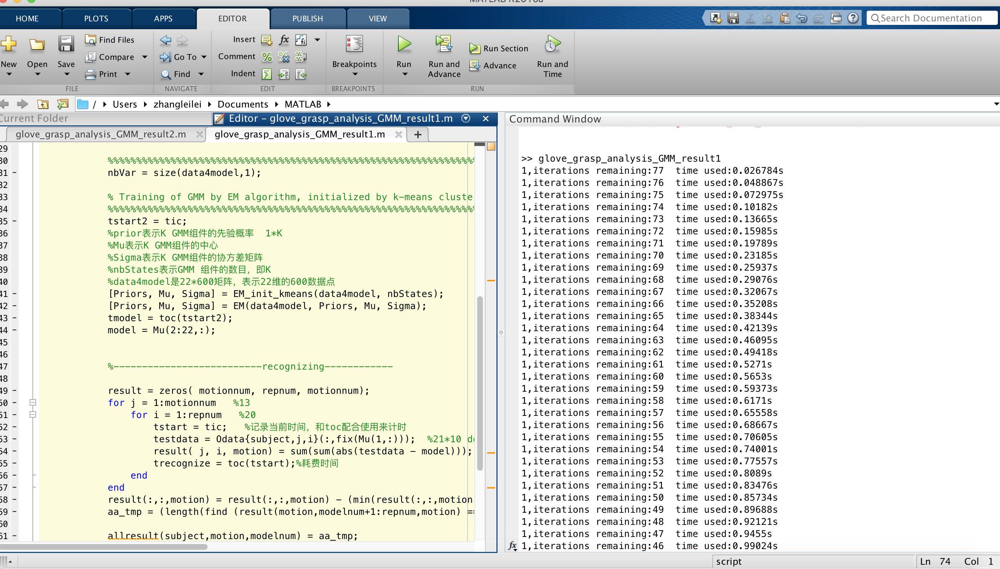 HOME PLOTS APPS EDITOR PUBLISH VIEW Search Documentation
New Open Save Find Files Compare Print Go To Find Insert fx fi Comment Indent Breakpoints Run Run and Advance Run Section Advance Run and Time
FILE NAVIGATE EDIT BREAKPOINTS RUN
/ Users zhangleilei Documents MATLAB
Current Folder
Editor – glove_grasp_analysis_GMM_result1.m
glove_grasp_analysis_GMM_result2.m glove_grasp_analysis_GMM_result1.m +
29
30 %%%%%%%%%%%%%%%%%%%%%%%%%%%%%%%%%%%%%%%%%%%%%%%%%%%%%%%%%%%%%%%%%
31 – nbVar = size(data4model,1);
32
33 % Training of GMM by EM algorithm, initialized by k-means cluste
34 %%%%%%%%%%%%%%%%%%%%%%%%%%%%%%%%%%%%%%%%%%%%%%%%%%%%%%%%%%%%%%%%%
35 – tstart2 = tic;
36 %prior表示K GMM组件的先验概率 1*K
37 %Mu表示K GMM组件的中心
38 %Sigma表示K GMM组件的协方差矩阵
39 %nbStates表示GMM 组件的数目，即K
40 %data4model是22*600矩阵，表示22维的600数据点
41 – [Priors, Mu, Sigma] = EM_init_kmeans(data4model, nbStates);
42 – [Priors, Mu, Sigma] = EM(data4model, Priors, Mu, Sigma);
43 – tmodel = toc(tstart2);
44 – model = Mu(2:22,:);
45
46
47 %--------------------------recognizing------------
48
49 – result = zeros( motionnum, repnum, motionnum);
50 – for j = 1:motionnum %13
51 – for i = 1:repnum %20
52 – tstart = tic; %记录当前时间，和toc配合使用来计时
53 – testdata = Odata{subject,j,i}(:,fix(Mu(1,:))); %21*10 d
54 – result( j, i, motion) = sum(sum(abs(testdata - model)));
55 – trecognize = toc(tstart);%耗费时间
56 – end
57 – end
58 – result(:,:,motion) = result(:,:,motion) - (min(result(:,:,motion
59 – aa_tmp = (length(find (result(motion,modelnum+1:repnum,motion) ==
60
61 – allresult(subject,motion,modelnum) = aa_tmp;
Command Window
>> glove_grasp_analysis_GMM_result1
1,iterations remaining:77 time used:0.026784s
1,iterations remaining:76 time used:0.048867s
1,iterations remaining:75 time used:0.072975s
1,iterations remaining:74 time used:0.10182s
1,iterations remaining:73 time used:0.13665s
1,iterations remaining:72 time used:0.15985s
1,iterations remaining:71 time used:0.19789s
1,iterations remaining:70 time used:0.23185s
1,iterations remaining:69 time used:0.25937s
1,iterations remaining:68 time used:0.29076s
1,iterations remaining:67 time used:0.32067s
1,iterations remaining:66 time used:0.35208s
1,iterations remaining:65 time used:0.38344s
1,iterations remaining:64 time used:0.42139s
1,iterations remaining:63 time used:0.46095s
1,iterations remaining:62 time used:0.49418s
1,iterations remaining:61 time used:0.5271s
1,iterations remaining:60 time used:0.5653s
1,iterations remaining:59 time used:0.59373s
1,iterations remaining:58 time used:0.6171s
1,iterations remaining:57 time used:0.65558s
1,iterations remaining:56 time used:0.68667s
1,iterations remaining:55 time used:0.70605s
1,iterations remaining:54 time used:0.74001s
1,iterations remaining:53 time used:0.77557s
1,iterations remaining:52 time used:0.8089s
1,iterations remaining:51 time used:0.83476s
1,iterations remaining:50 time used:0.85734s
1,iterations remaining:49 time used:0.89688s
1,iterations remaining:48 time used:0.92121s
1,iterations remaining:47 time used:0.9455s
fx 1,iterations remaining:46 time used:0.99024s
script Ln 74 Col 1